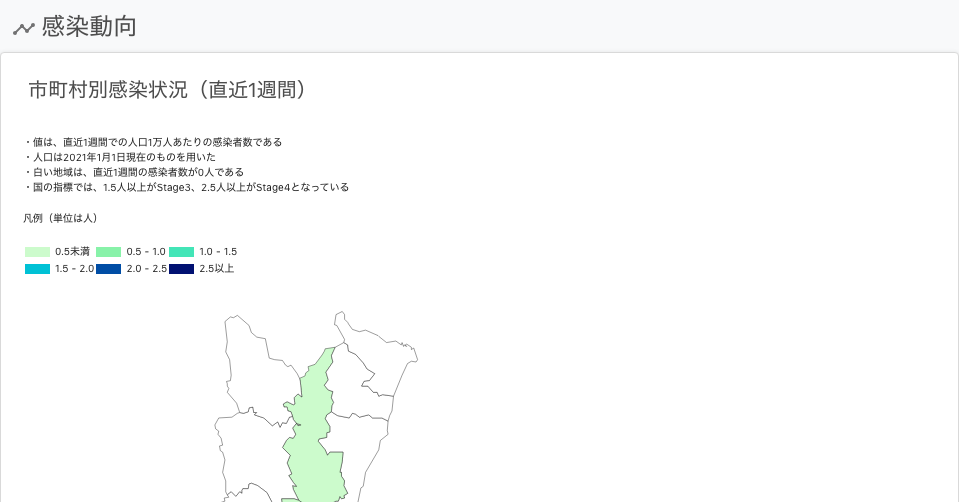 感染動向
市町村別感染状況（直近1週間）
・値は、直近1週間での人口1万人あたりの感染者数である
・人口は2021年1月1日現在のものを用いた
・白い地域は、直近1週間の感染者数が0人である
・国の指標では、1.5人以上がStage3、2.5人以上がStage4となっている
凡例（単位は人）
0.5未満 0.5 - 1.0 1.0 - 1.5
1.5 - 2.0 2.0 - 2.5 2.5以上